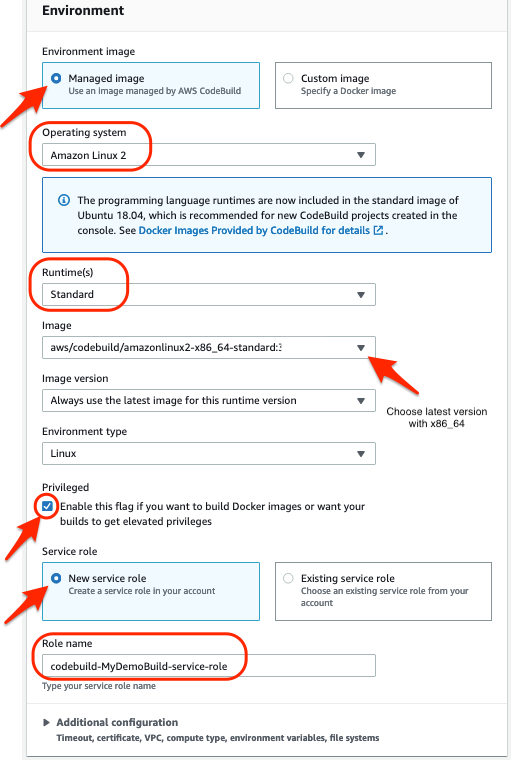 Environment
Environment image
Managed image
Use an image managed by AWS CodeBuild
Custom image
Specify a Docker image
Operating system
Amazon Linux 2
The programming language runtimes are now included in the standard image of
Ubuntu 18.04, which is recommended for new CodeBuild projects created in the
console. See Docker Images Provided by CodeBuild for details .
Runtime(s)
Standard
Image
aws/codebuild/amazonlinux2-x86_64-standard:3
Image version
Always use the latest image for this runtime version
Choose latest version
with x86_64
Environment type
Linux
Privileged
Enable this flag if you want to build Docker images or want your
builds to get elevated privileges
Service role
New service role
Create a service role in your account
Existing service role
Choose an existing service role from your
account
Role name
codebuild-MyDemoBuild-service-role
Type your service role name
Additional configuration
Timeout, certificate, VPC, compute type, environment variables, file systems